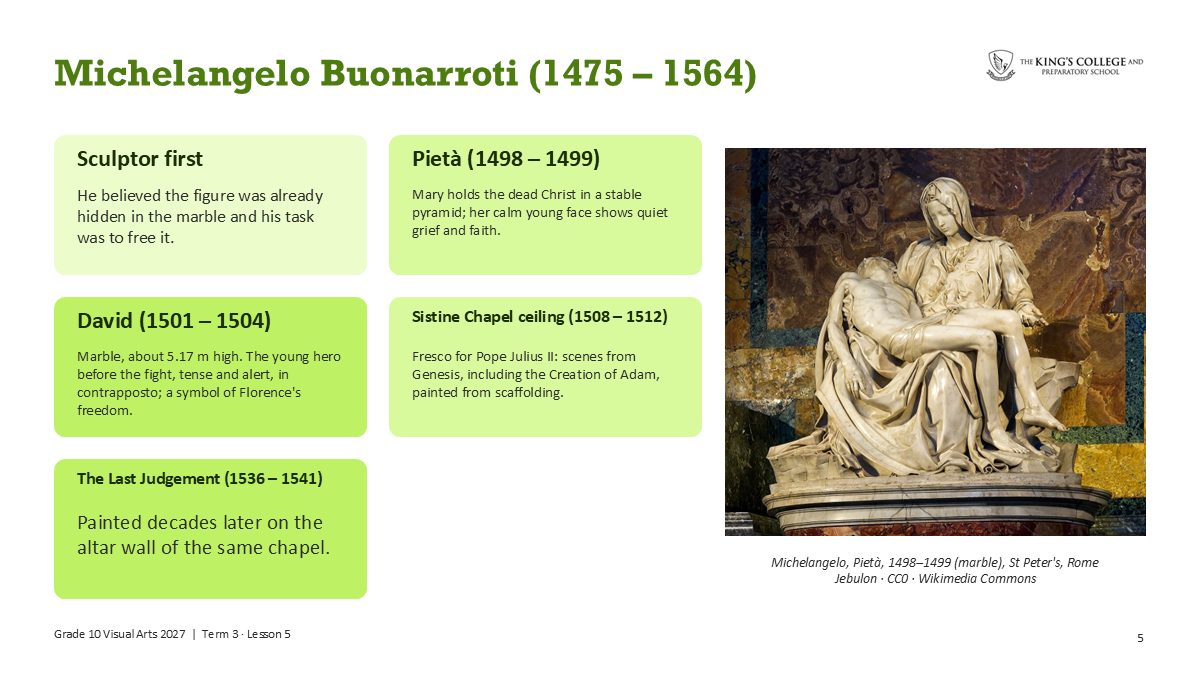 Michelangelo Buonarroti (1475 – 1564)
THE KING'S COLLEGE AND
PREPARATORY SCHOOL
Sculptor first
He believed the figure was already
hidden in the marble and his task
was to free it.
Pietà (1498 – 1499)
Mary holds the dead Christ in a stable
pyramid; her calm young face shows quiet
grief and faith.
David (1501 – 1504)
Marble, about 5.17 m high. The young hero
before the fight, tense and alert, in
contrapposto; a symbol of Florence's
freedom.
Sistine Chapel ceiling (1508 – 1512)
Fresco for Pope Julius II: scenes from
Genesis, including the Creation of Adam,
painted from scaffolding.
The Last Judgement (1536 – 1541)
Painted decades later on the
altar wall of the same chapel.
Michelangelo, Pietà, 1498–1499 (marble), St Peter's, Rome
Jebulon · CC0 · Wikimedia Commons
Grade 10 Visual Arts 2027 | Term 3 · Lesson 5
5